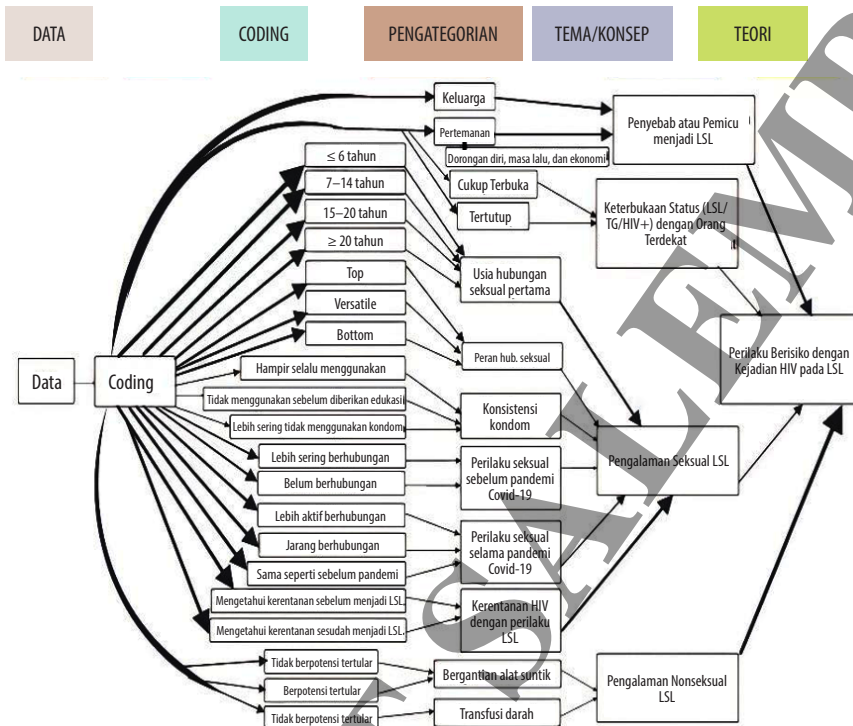 DATA
CODING
PENGATEGORIAN
TEMA/KONSEP
TEORI
Keluarga
Pertemanan
Dorongan diri, masa lalu, dan ekonomi
Penyebab atau Pemicu
menjadi LSL
≤ 6 tahun
7–14 tahun
15–20 tahun
≥ 20 tahun
Top
Versatile
Bottom
Cukup Terbuka
Tertutup
Keterbukaan Status (LSL/
TG/HIV+) dengan Orang
Terdekat
Usia hubungan
seksual pertama
Peran hub. seksual
Perilaku Berisiko dengan
Kejadian HIV pada LSL
Data
Coding
Hampir selalu menggunakan
Tidak menggunakan sebelum diberikan edukasi
Lebih sering tidak menggunakan kondom
Konsistensi
kondom
Lebih sering berhubungan
Belum berhubungan
Perilaku seksual
sebelum pandemi
Covid-19
Pengalaman Seksual LSL
Lebih aktif berhubungan
Jarang berhubungan
Sama seperti sebelum pandemi
Perilaku seksual
selama pandemi
Covid-19
Mengetahui kerentanan sebelum menjadi LSL
Mengetahui kerentanan sesudah menjadi LSL
Kerentanan HIV
dengan perilaku
LSL
Tidak berpotensi tertular
Berpotensi tertular
Tidak berpotensi tertular
Bergantian alat suntik
Transfusi darah
Pengalaman Nonseksual
LSL
SALEMB